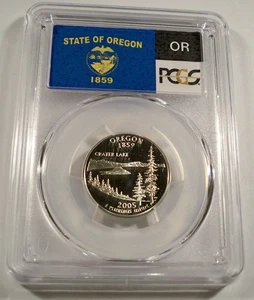 STATE OF OREGON
1859
OR
PCGS
OREGON
1859
CRATER LAKE
2005
E PLURIBUS UNUM